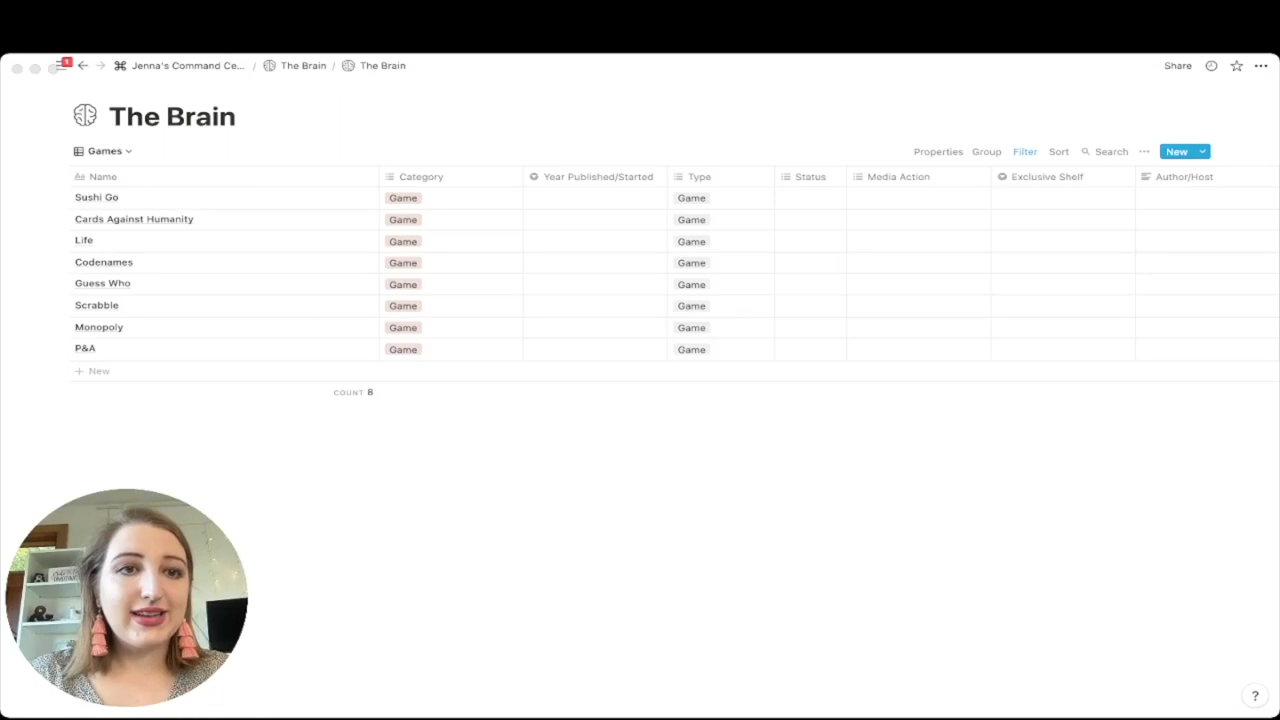 1
Jenna's Command Ce... / The Brain / The Brain
Share
The Brain
Games
Properties Group Filter Sort Search New
Name Category Year Published/Started Type Status Media Action Exclusive Shelf Author/Host
Sushi Go Game Game
Cards Against Humanity Game Game
Life Game Game
Codenames Game Game
Guess Who Game Game
Scrabble Game Game
Monopoly Game Game
P&A Game Game
+ New
COUNT 8
?